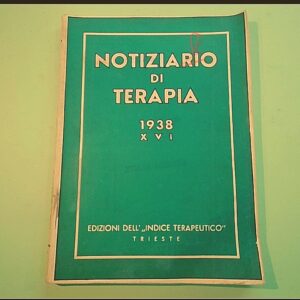 NOTIZIARIO
DI
TERAPIA
1938
XVI
EDIZIONI DELL'„INDICE TERAPEUTICO"
TRIESTE